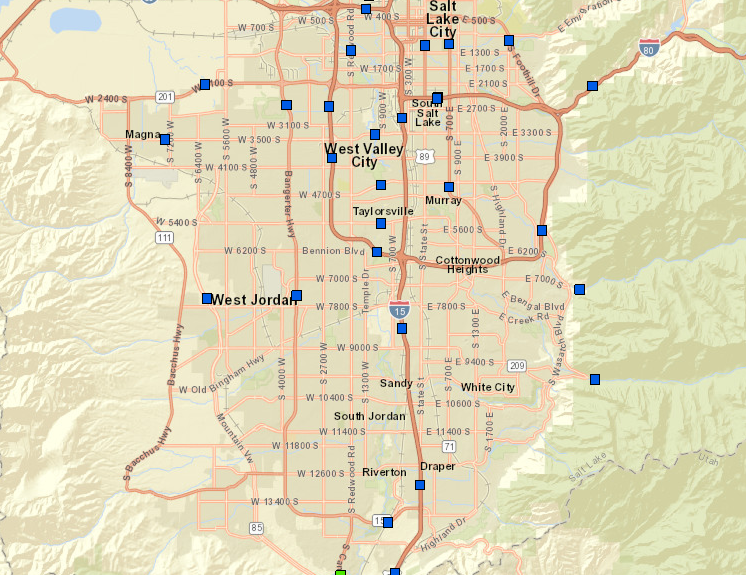 Salt
Lake
City
W 700 S
W 500 S
W 400 S
E 500 S
E 1300 S
W 1700 S
E 1700 S
E 2100 S
S Foothill Dr
80
201
W 2400 S
S 300 W
S 900 W
South
Salt
Lake
E 2700 S
W 3100 S
E 3300 S
Magna
S 7200 W
S 5600 W
W 3500 S
West Valley
City
89
S 700 E
S 900 E
S 2000 E
E 3900 S
S 8400 W
S 6400 W
W 4100 S
S 4800 W
Bangerter Hwy
W 4700 S
Murray
Taylorsville
S Highland Dr
W 5400 S
111
E 5600 S
W 6200 S
Bennion Blvd
S 700 W
S State St
E 6200 S
Cottonwood
Heights
W 7000 S
E 7000 S
Temple Dr
West Jordan
W 7800 S
15
E 7800 S
E Bengal Blvd
E Creek Rd
S 1300 E
S Wasatch Blvd
Bacchus Hwy
W 9000 S
W Old Bingham Hwy
S 4000 W
S 2700 W
S 1300 W
S 700 E
E 9400 S
209
Sandy
State St
White City
W 10400 S
E 10600 S
South Jordan
Mountain Vw
W 11400 S
E 11400 S
S 1700 E
W 11800 S
71
S Bacchus Hwy
S Redwood Rd
Riverton
Draper
W 12600 S
Salt Lake
Utah
W 13400 S
85
Highland Dr